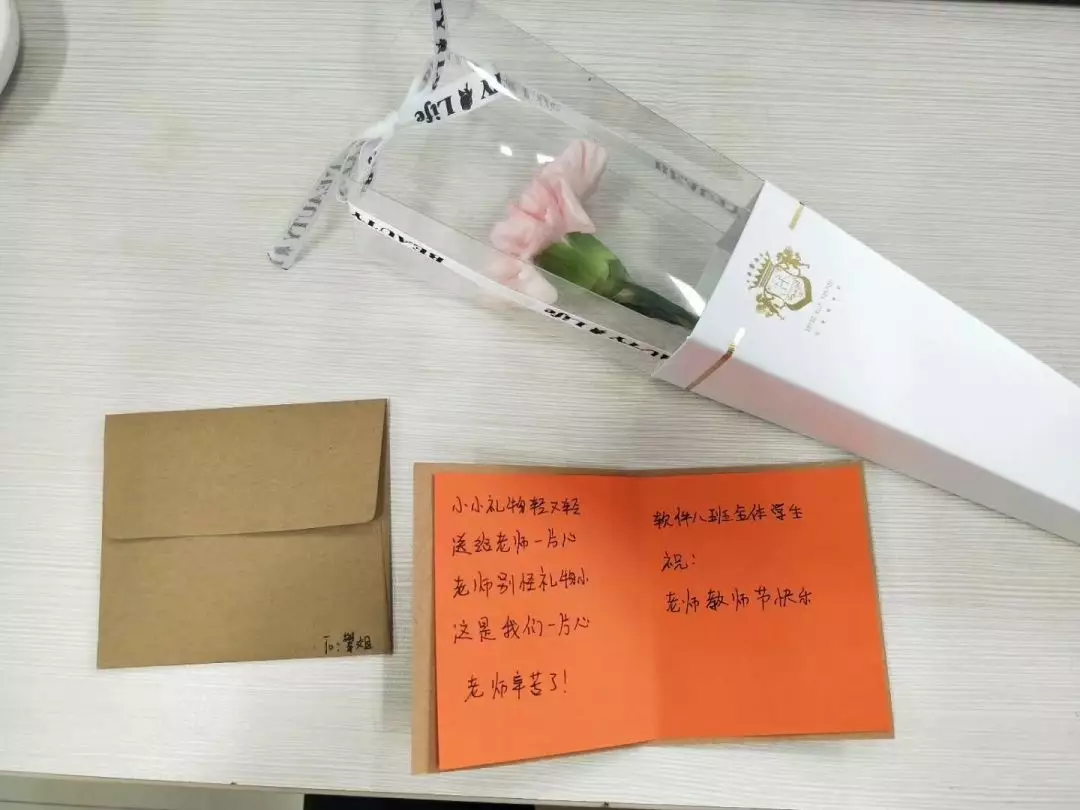 BEAUTY Life
BEAUTY
Life
小小礼物轻又轻
送给老师一片心
老师别怪礼物小
这是我们一片心
老师辛苦了!
软件八班全体学生
祝:
老师教师节快乐